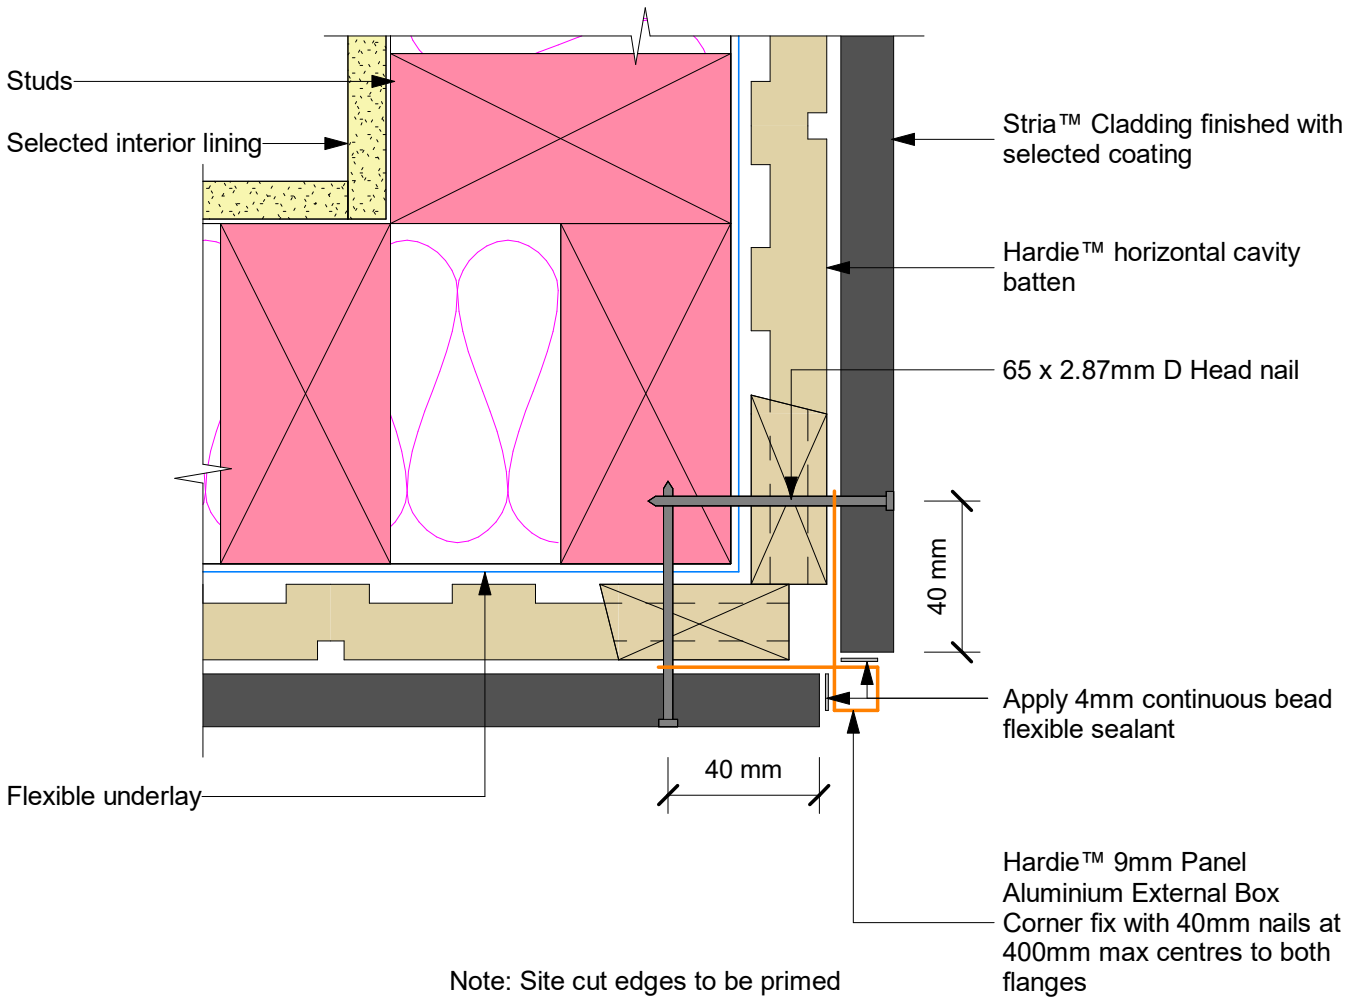 Studs
Selected interior lining
Stria™ Cladding finished with
selected coating
Hardie™ horizontal cavity
batten
65 x 2.87mm D Head nail
40 mm
Apply 4mm continuous bead
flexible sealant
40 mm
Flexible underlay
Hardie™ 9mm Panel
Aluminium External Box
Corner fix with 40mm nails at
400mm max centres to both
flanges
Note: Site cut edges to be primed